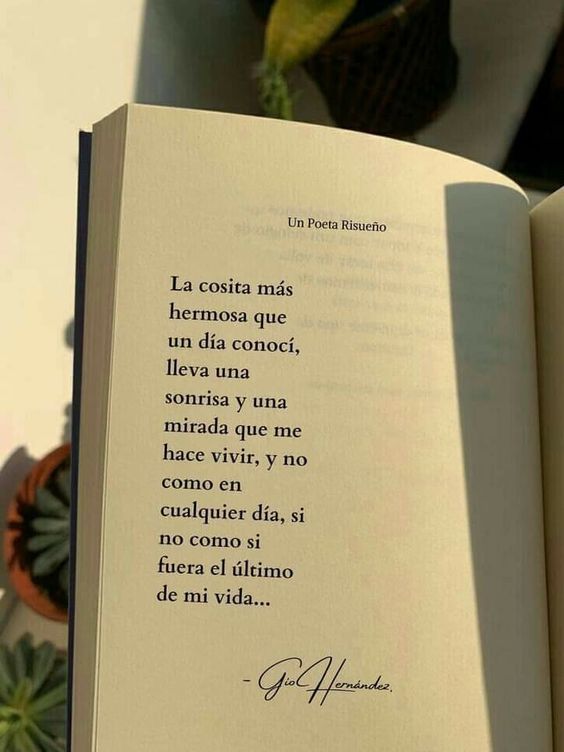 Un Poeta Risueño
La cosita más
hermosa que
un día conocí,
lleva una
sonrisa y una
mirada que me
hace vivir, y no
como en
cualquier día, si
no como si
fuera el último
de mi vida...
- Gio Hernández.